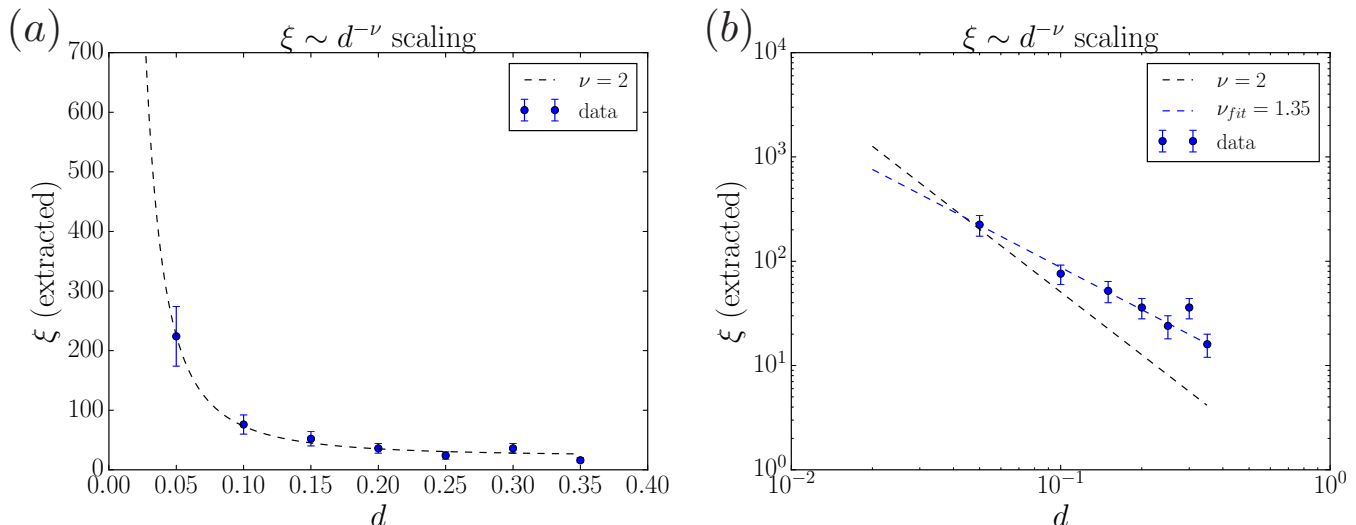 (a)
ξ ∼ d^{−ν} scaling
ξ (extracted)
700
600
500
400
300
200
100
0
0.00 0.05 0.10 0.15 0.20 0.25 0.30 0.35 0.40
d
ν = 2
data
(b)
ξ ∼ d^{−ν} scaling
ξ (extracted)
10^4
10^3
10^2
10^1
10^0
10^{−2} 10^{−1} 10^0
d
ν = 2
ν_{fit} = 1.35
data